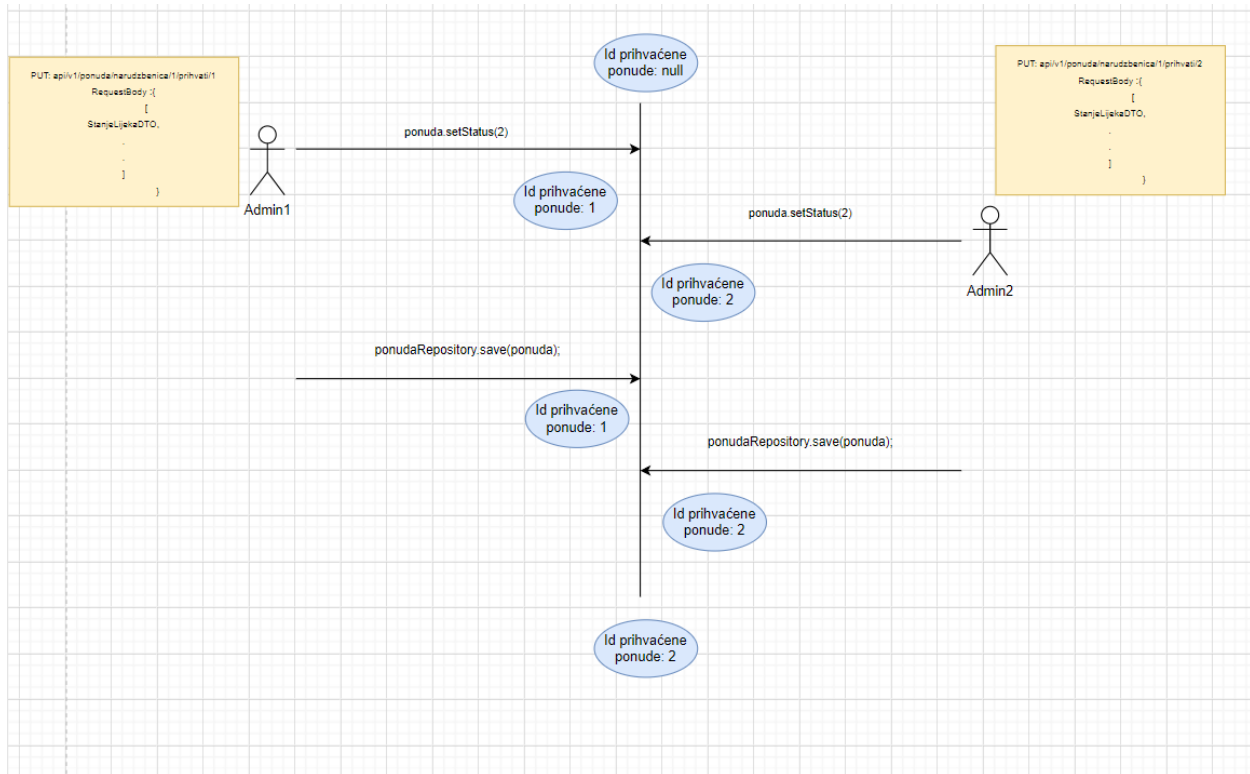 Id prihvaćene
ponude: null
PUT: api/v1/ponuda/narudzbenica/1/prihvati/1
RequestBody :{
[
StanjeLijekaDTO,
.
.
]
}
PUT: api/v1/ponuda/narudzbenica/1/prihvati/2
RequestBody :{
[
StanjeLijekaDTO,
.
.
]
}
ponuda.setStatus(2)
Admin1
Id prihvaćene
ponude: 1
ponuda.setStatus(2)
Admin2
Id prihvaćene
ponude: 2
ponudaRepository.save(ponuda);
Id prihvaćene
ponude: 1
ponudaRepository.save(ponuda);
Id prihvaćene
ponude: 2
Id prihvaćene
ponude: 2